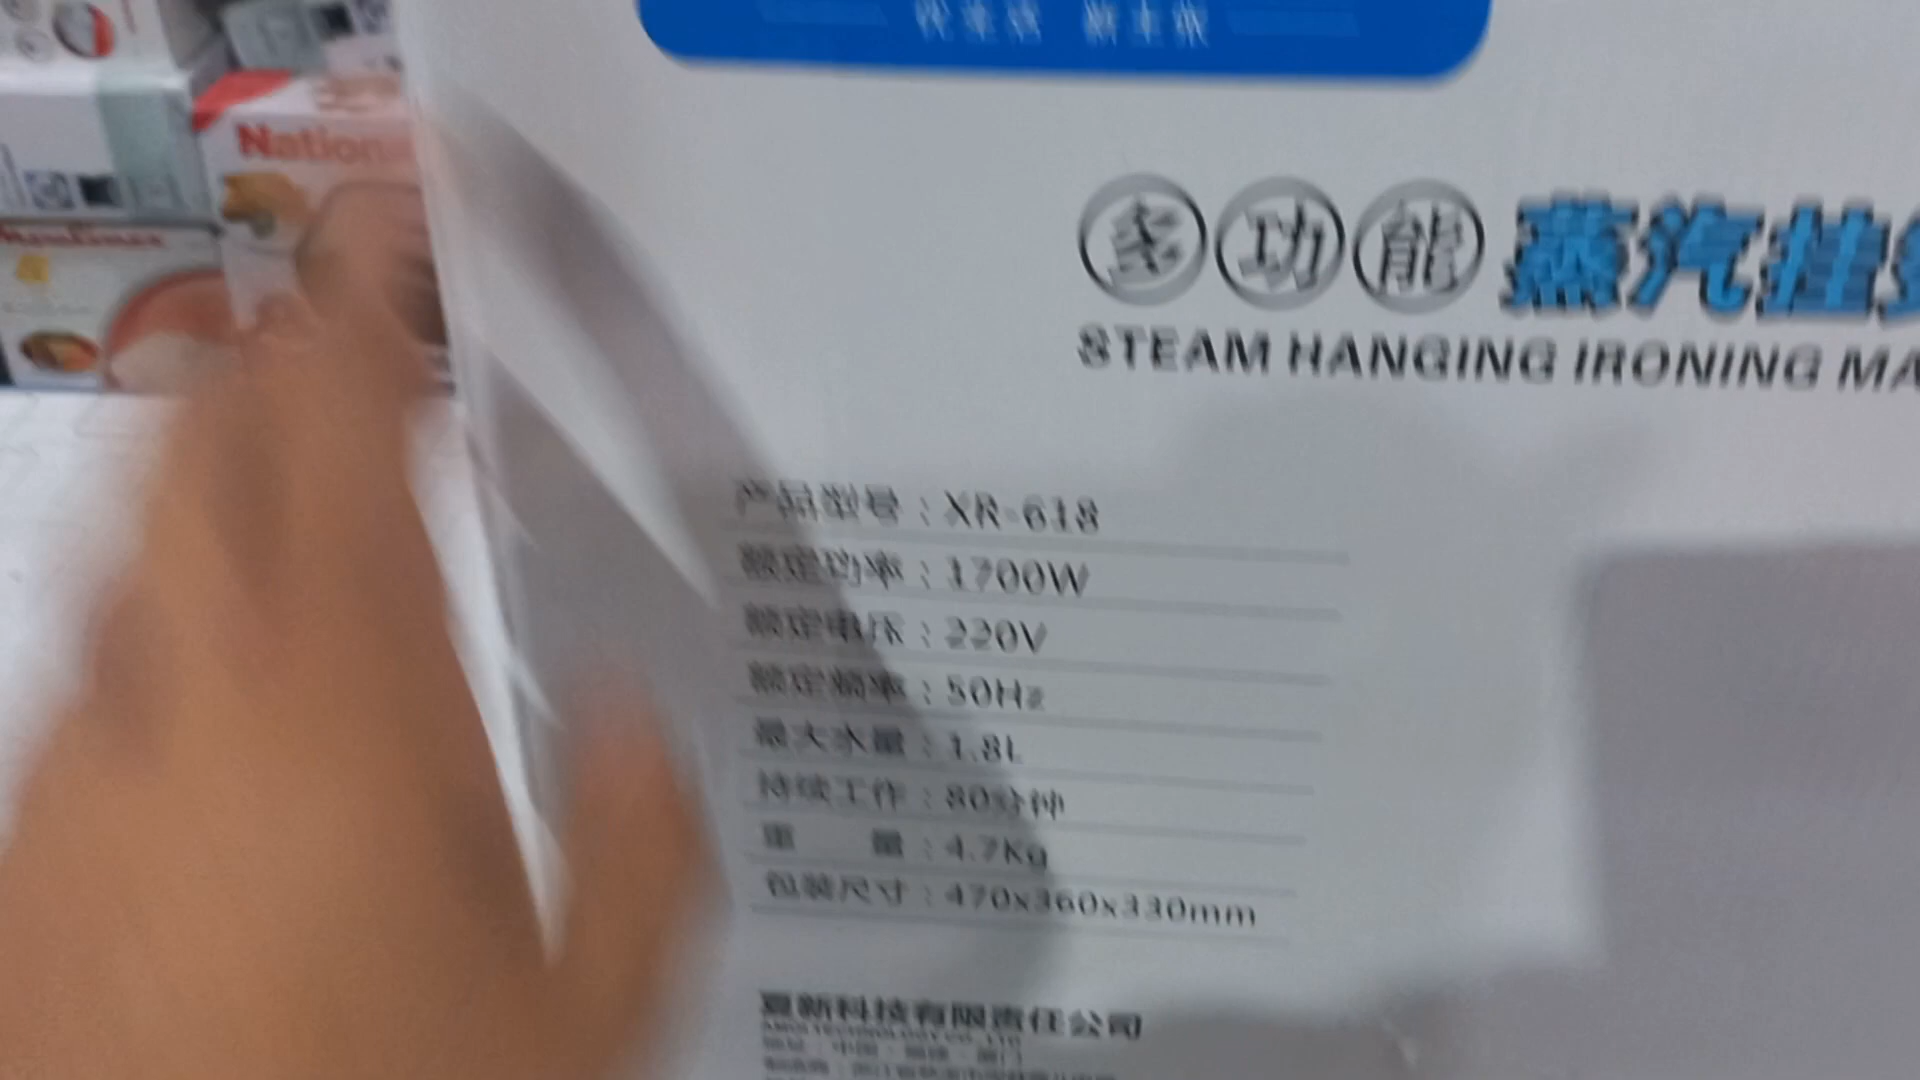 多功能 蒸汽挂
STEAM HANGING IRONING MA
产品型号：XR-618
额定功率：1700W
额定电压：220V
额定频率：50Hz
最大水量：1.8L
持续工作：80分钟
重 量：4.7Kg
包装尺寸：470x360x330mm
夏新科技有限责任公司
Nation
Moulinex